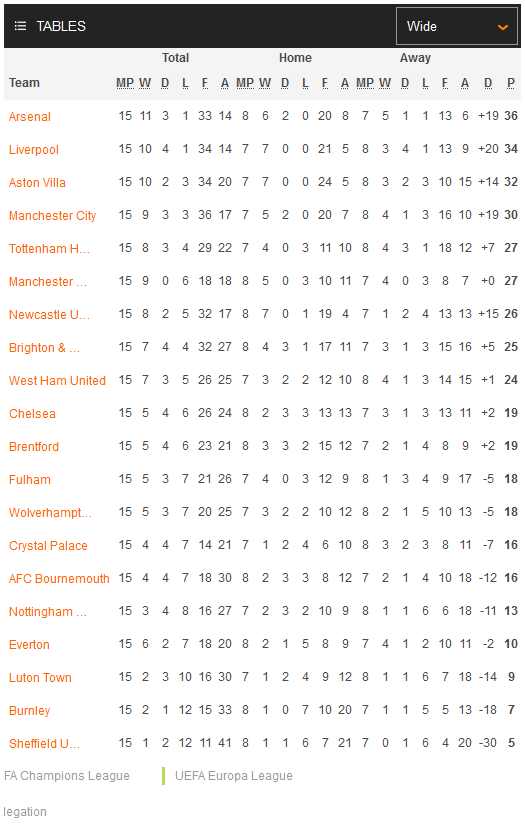 TABLES Wide
Total Home Away
Team MP W D L F A MP W D L F A MP W D L F A D P
Arsenal 15 11 3 1 33 14 8 6 2 0 20 8 7 5 1 1 13 6 +19 36
Liverpool 15 10 4 1 34 14 7 7 0 0 21 5 8 3 4 1 13 9 +20 34
Aston Villa 15 10 2 3 34 20 7 7 0 0 24 5 8 3 2 3 10 15 +14 32
Manchester City 15 9 3 3 36 17 7 5 2 0 20 7 8 4 1 3 16 10 +19 30
Tottenham H... 15 8 3 4 29 22 7 4 0 3 11 10 8 4 3 1 18 12 +7 27
Manchester ... 15 9 0 6 18 18 8 5 0 3 10 11 7 4 0 3 8 7 +0 27
Newcastle U... 15 8 2 5 32 17 8 7 0 1 19 4 7 1 2 4 13 13 +15 26
Brighton & ... 15 7 4 4 32 27 8 4 3 1 17 11 7 3 1 3 15 16 +5 25
West Ham United 15 7 3 5 26 25 7 3 2 2 12 10 8 4 1 3 14 15 +1 24
Chelsea 15 5 4 6 26 24 8 2 3 3 13 13 7 3 1 3 13 11 +2 19
Brentford 15 5 4 6 23 21 8 3 3 2 15 12 7 2 1 4 8 9 +2 19
Fulham 15 5 3 7 21 26 7 4 0 3 12 9 8 1 3 4 9 17 -5 18
Wolverhampt... 15 5 3 7 20 25 7 3 2 2 10 12 8 2 1 5 10 13 -5 18
Crystal Palace 15 4 4 7 14 21 7 1 2 4 6 10 8 3 2 3 8 11 -7 16
AFC Bournemouth 15 4 4 7 18 30 8 2 3 3 8 12 7 2 1 4 10 18 -12 16
Nottingham ... 15 3 4 8 16 27 7 2 3 2 10 9 8 1 1 6 6 18 -11 13
Everton 15 6 2 7 18 20 8 2 1 5 8 9 7 4 1 2 10 11 -2 10
Luton Town 15 2 3 10 16 30 7 1 2 4 9 12 8 1 1 6 7 18 -14 9
Burnley 15 2 1 12 15 33 8 1 0 7 10 20 7 1 1 5 5 13 -18 7
Sheffield U... 15 1 2 12 11 41 8 1 1 6 7 21 7 0 1 6 4 20 -30 5
FA Champions League UEFA Europa League
legation